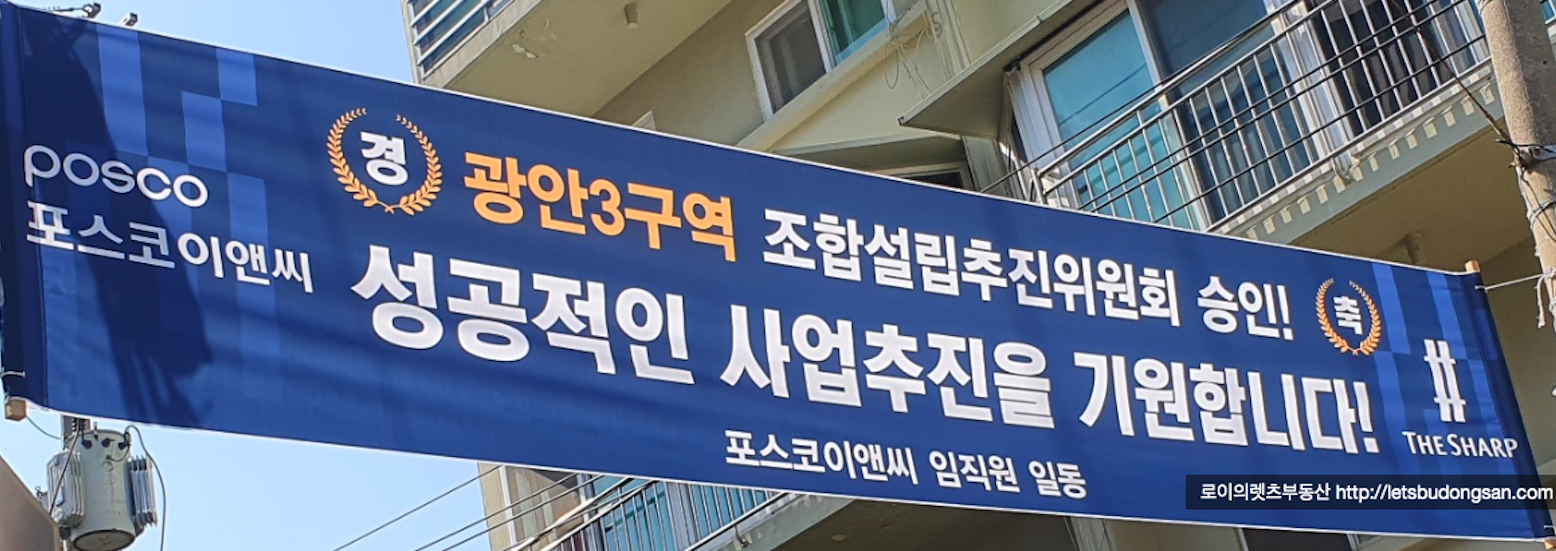 posco
포스코이앤씨
경 광안3구역 조합설립추진위원회 승인! 축
성공적인 사업추진을 기원합니다!
포스코이앤씨 임직원 일동
THE SHARP
로이의렛츠부동산 http://letsbudongsan.com